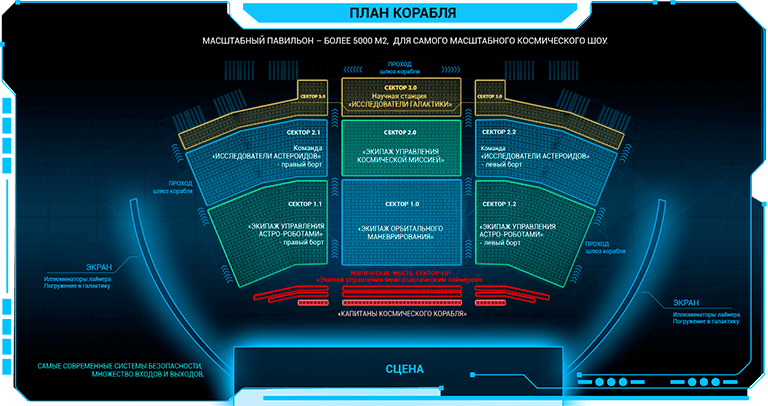 ПЛАН КОРАБЛЯ
МАСШТАБНЫЙ ПАВИЛЬОН – БОЛЕЕ 5000 М2, ДЛЯ САМОГО МАСШТАБНОГО КОСМИЧЕСКОГО ШОУ.
ПРОХОД
шлюз корабля
СЕКТОР 3.0
СЕКТОР 3.0
Научная станция
«ИССЛЕДОВАТЕЛИ ГАЛАКТИКИ»
СЕКТОР 3.0
СЕКТОР 2.1
Команда
«ИССЛЕДОВАТЕЛИ АСТЕРОИДОВ»
- правый борт
СЕКТОР 2.0
«ЭКИПАЖ УПРАВЛЕНИЯ
КОСМИЧЕСКОЙ МИССИЕЙ»
СЕКТОР 2.2
Команда
«ИССЛЕДОВАТЕЛИ АСТЕРОИДОВ»
- левый борт
ПРОХОД
шлюз корабля
СЕКТОР 1.1
«ЭКИПАЖ УПРАВЛЕНИЯ
АСТРО-РОБОТАМИ»
- правый борт
СЕКТОР 1.0
«ЭКИПАЖ ОРБИТАЛЬНОГО
МАНЕВРИРОВАНИЯ»
СЕКТОР 1.2
«ЭКИПАЖ УПРАВЛЕНИЯ
АСТРО-РОБОТАМИ»
- левый борт
ПРОХОД
шлюз корабля
ЭКРАН
Иллюминаторы лайнера.
Погружение в галактику
МАГИЧЕСКИЕ МЕСТА. СЕКТОР VIP
«Экипаж управления межгалактическим лайнером»
«КАПИТАНЫ КОСМИЧЕСКОГО КОРАБЛЯ»
ЭКРАН
Иллюминаторы лайнера.
Погружение в галактику
САМЫЕ СОВРЕМЕННЫЕ СИСТЕМЫ БЕЗОПАСНОСТИ,
МНОЖЕСТВО ВХОДОВ И ВЫХОДОВ,
СЦЕНА